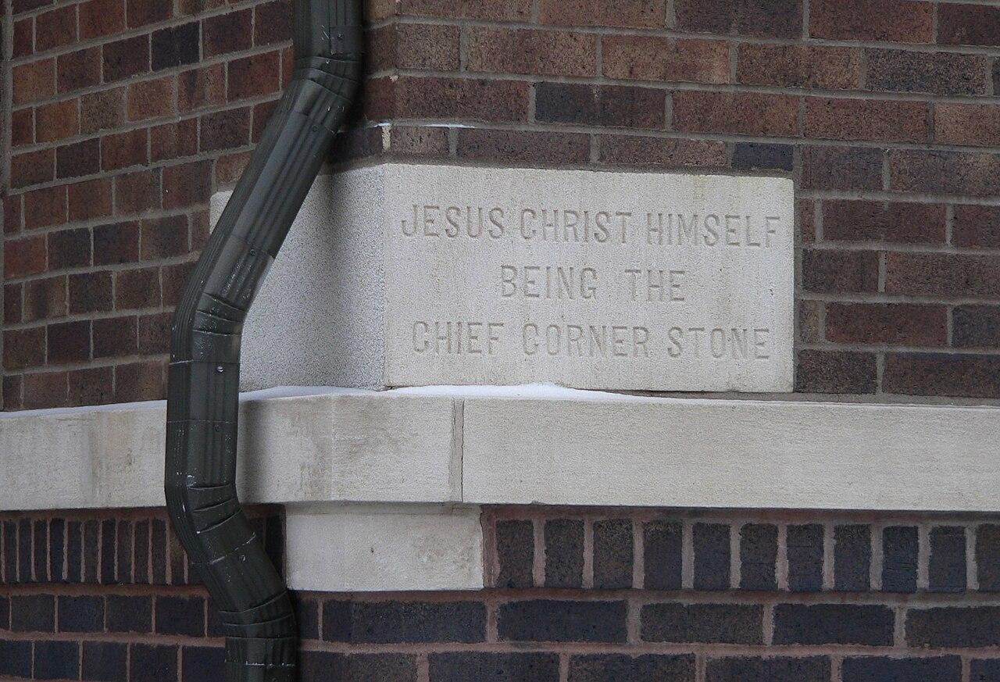 JESUS CHRIST HIMSELF
BEING THE
CHIEF CORNER STONE